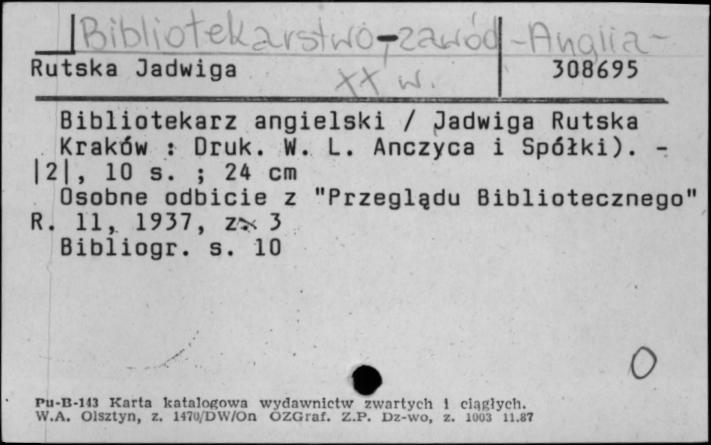 Bibliotekarstwo-zawód -Anglia-
XX w.
Rutska Jadwiga 308695
Bibliotekarz angielski / Jadwiga Rutska
Kraków : Druk. W. L. Anczyca i Spółki). -
|2|, 10 s. ; 24 cm
Osobne odbicie z "Przeglądu Bibliotecznego"
R. 11, 1937, z. 3
Bibliogr. s. 10
O
Pu-B-143 Karta katalogowa wydawnictw zwartych i ciągłych.
W.A. Olsztyn, z. 1470/DW/On OZGraf. Z.P. Dz-wo, z. 1003 11.87